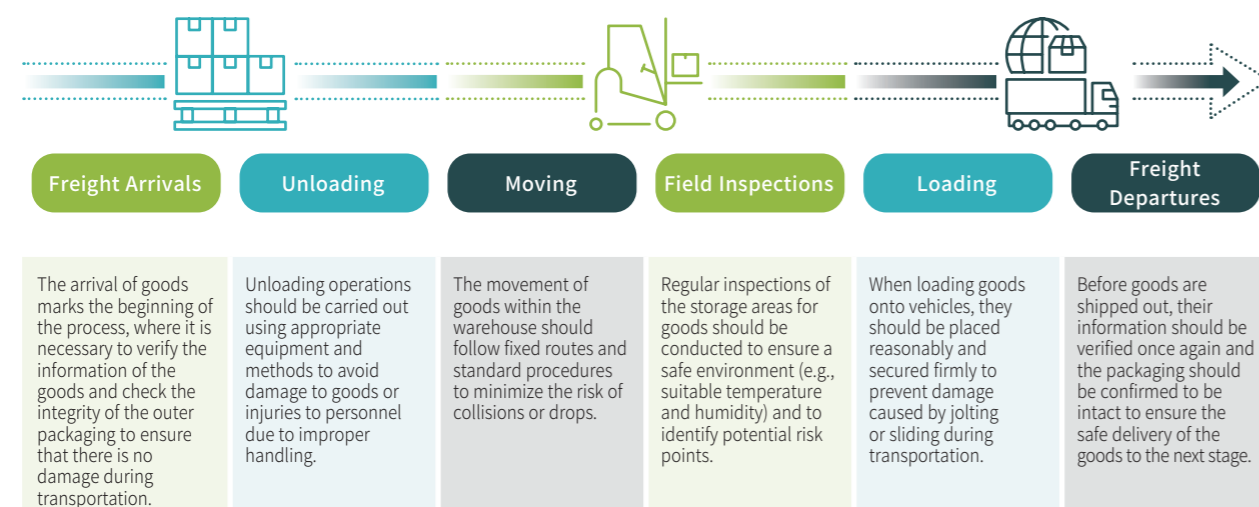 Freight Arrivals
Unloading
Moving
Field Inspections
Loading
Freight
Departures
The arrival of goods
marks the beginning of
the process, where it is
necessary to verify the
information of the
goods and check the
integrity of the outer
packaging to ensure
that there is no
damage during
transportation.
Unloading operations
should be carried out
using appropriate
equipment and
methods to avoid
damage to goods or
injuries to personnel
due to improper
handling.
The movement of
goods within the
warehouse should
follow fixed routes and
standard procedures
to minimize the risk of
collisions or drops.
Regular inspections of
the storage areas for
goods should be
conducted to ensure a
safe environment (e.g.,
suitable temperature
and humidity) and to
identify potential risk
points.
When loading goods
onto vehicles, they
should be placed
reasonably and
secured firmly to
prevent damage
caused by jolting
or sliding during
transportation.
Before goods are
shipped out, their
information should be
verified once again and
the packaging should
be confirmed to be
intact to ensure the
safe delivery of the
goods to the next stage.